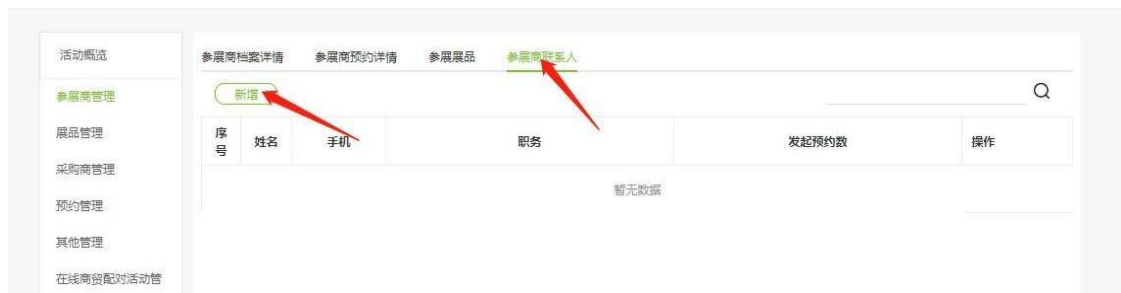 活动概览
参展商管理
展品管理
采购商管理
预约管理
其他管理
在线商贸配对活动管
参展商档案详情 参展商预约详情 参展展品 参展商联系人
新增
序号 姓名 手机 职务 发起预约数 操作
暂无数据